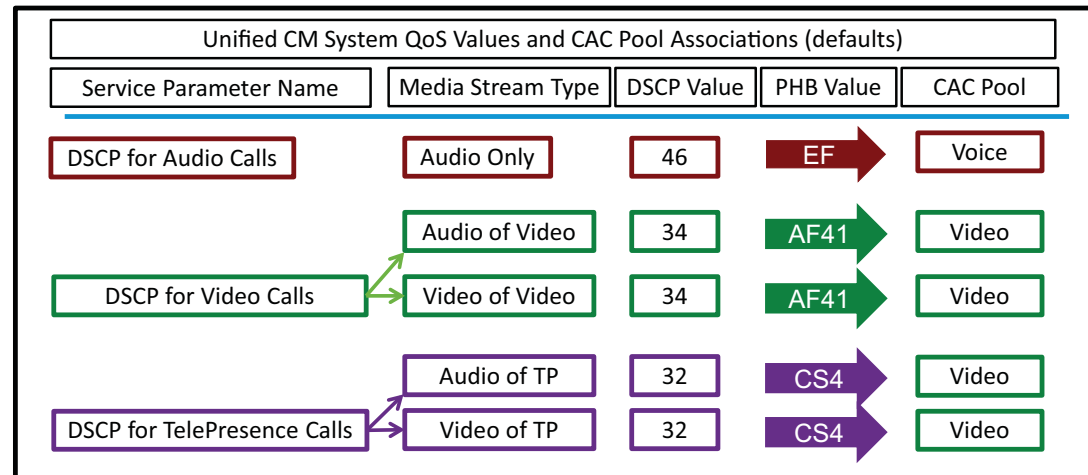 Unified CM System QoS Values and CAC Pool Associations (defaults)
Service Parameter Name Media Stream Type DSCP Value PHB Value CAC Pool
DSCP for Audio Calls Audio Only 46 EF Voice
Audio of Video 34 AF41 Video
DSCP for Video Calls Video of Video 34 AF41 Video
Audio of TP 32 CS4 Video
DSCP for TelePresence Calls Video of TP 32 CS4 Video